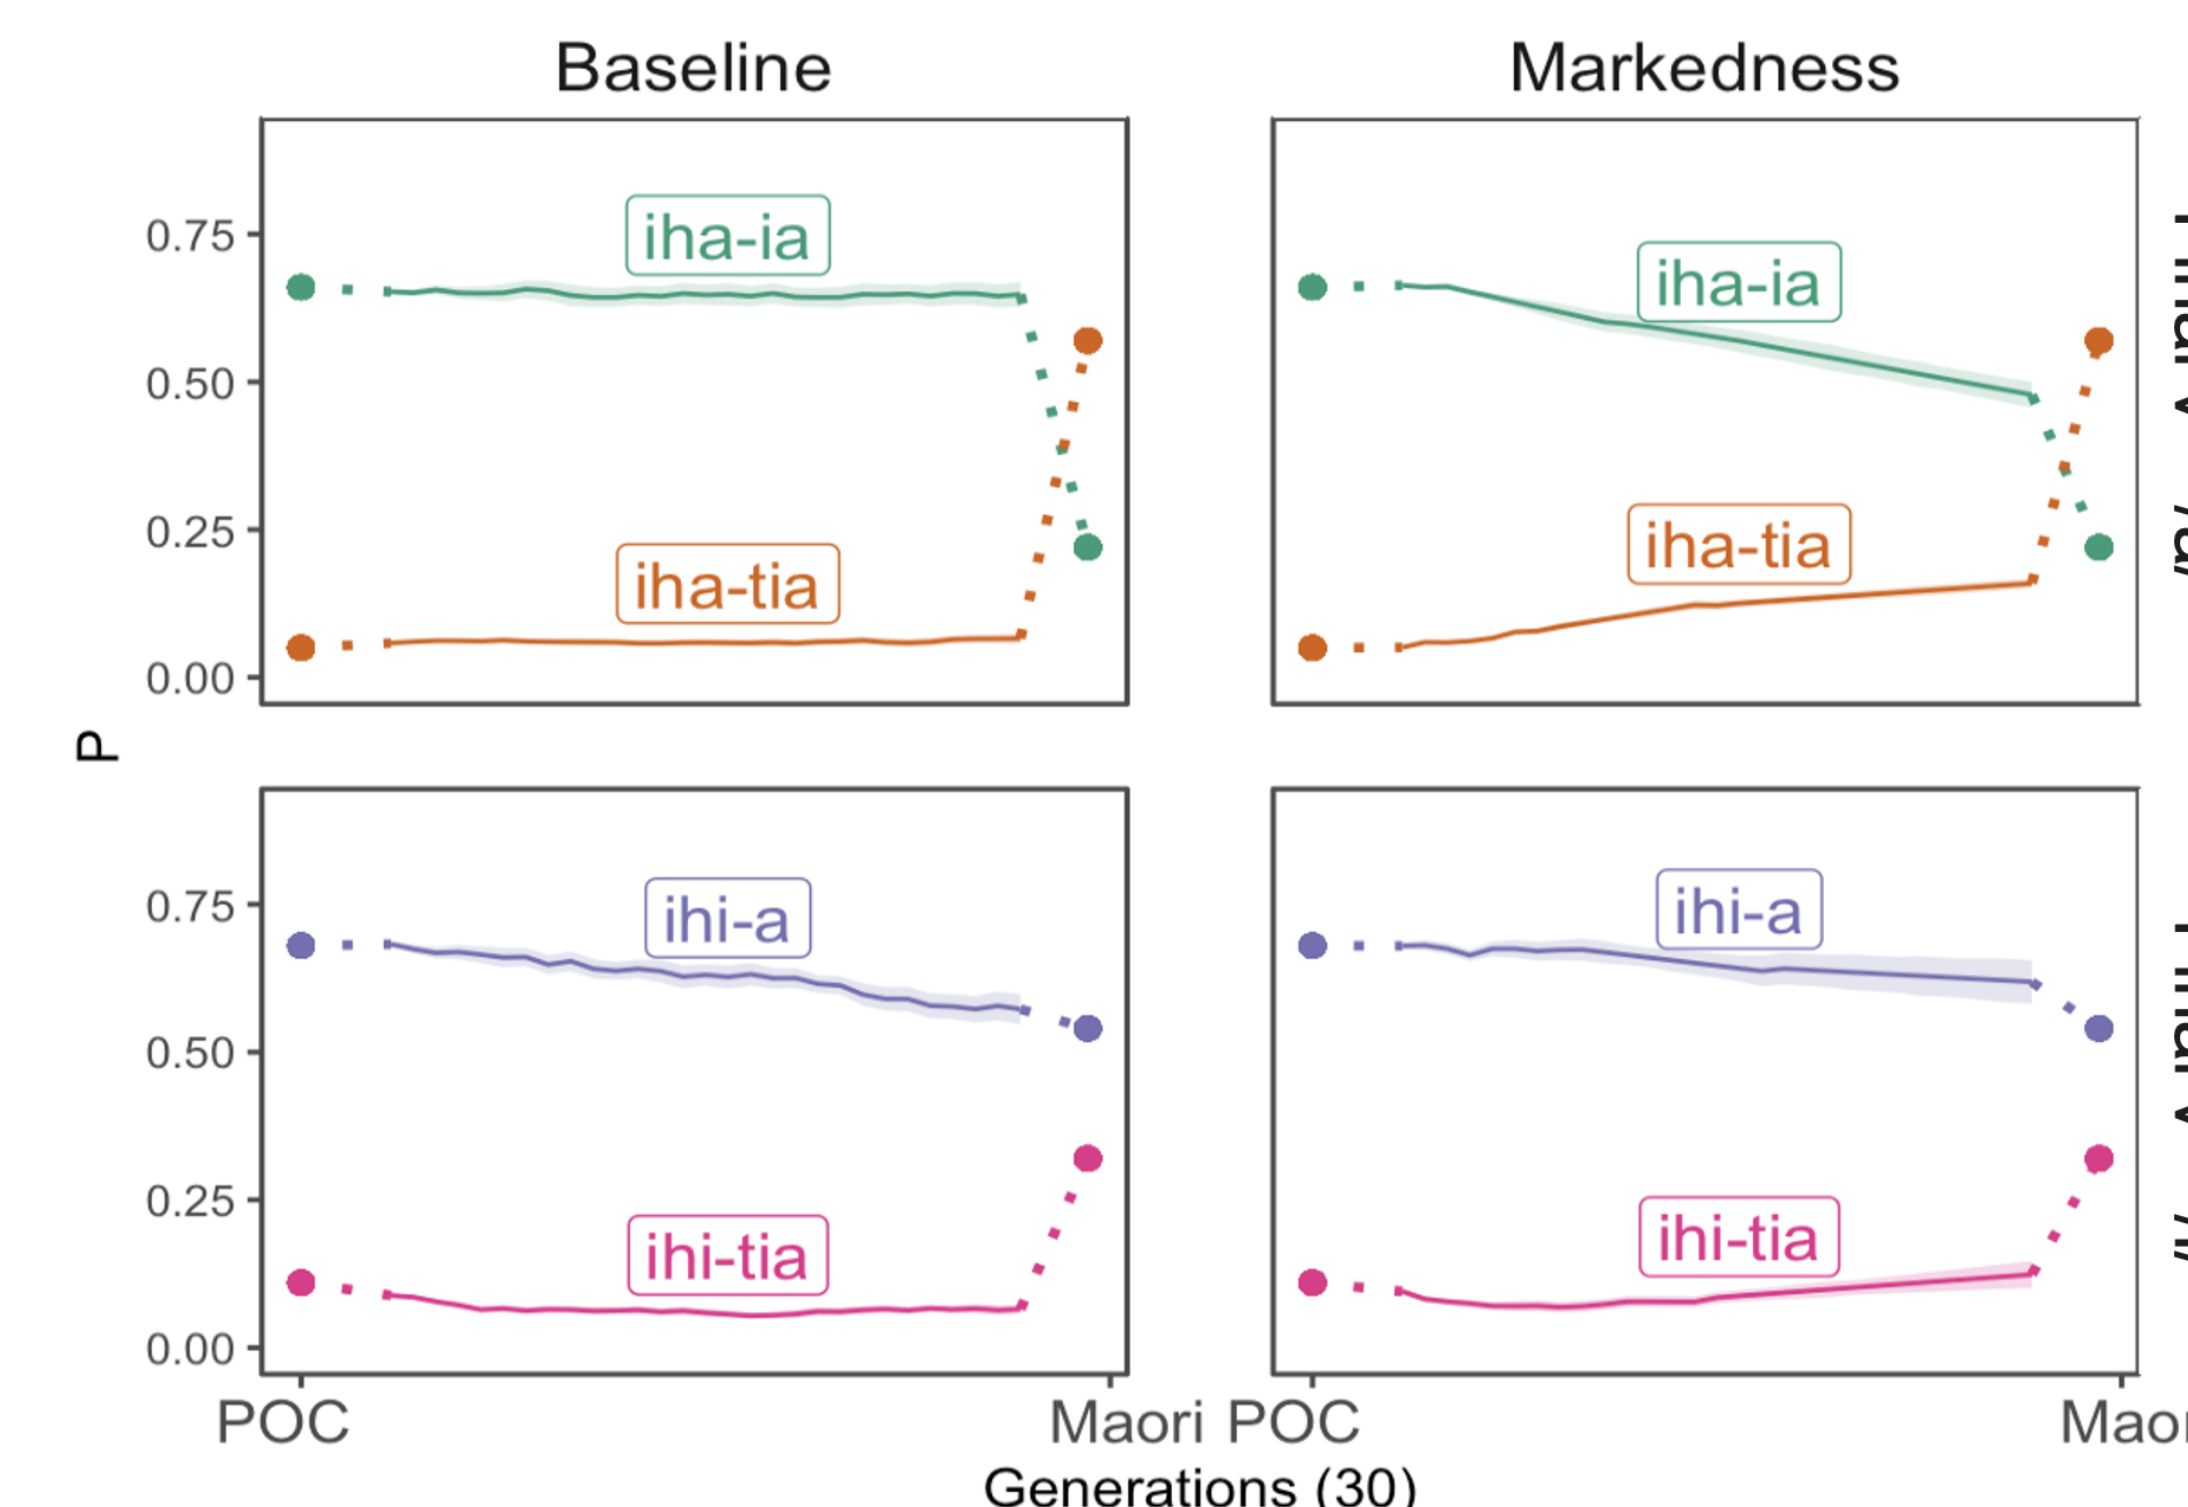 Baseline
Markedness
0.75
0.50
0.25
0.00
iha-ia
iha-tia
iha-ia
iha-tia
P
0.75
0.50
0.25
0.00
ihi-a
ihi-tia
ihi-a
ihi-tia
POC
Maori
POC
Generations (30)